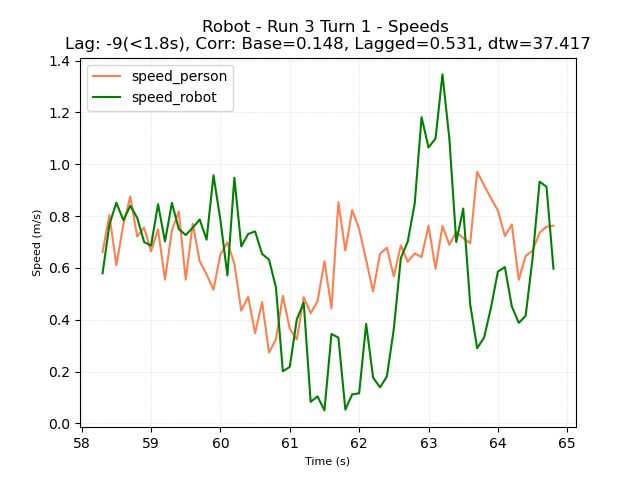 Robot - Run 3 Turn 1 - Speeds
Lag: -9(<1.8s), Corr: Base=0.148, Lagged=0.531, dtw=37.417
speed_person
speed_robot
1.4
1.2
1.0
0.8
0.6
0.4
0.2
0.0
Speed (m/s)
58 59 60 61 62 63 64 65
Time (s)